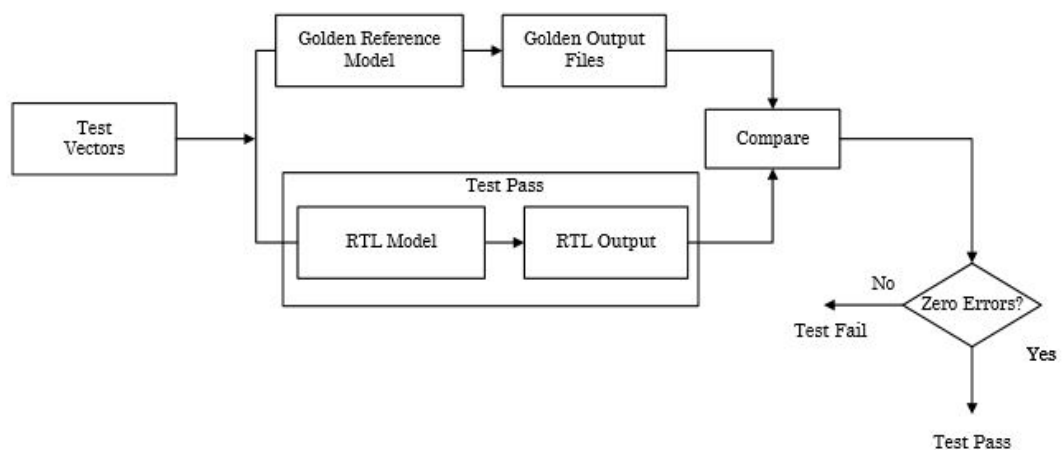 Golden Reference
Model
Golden Output
Files
Test
Vectors
Compare
Test Pass
RTL Model
RTL Output
No
Zero Errors?
Test Fail
Yes
Test Pass